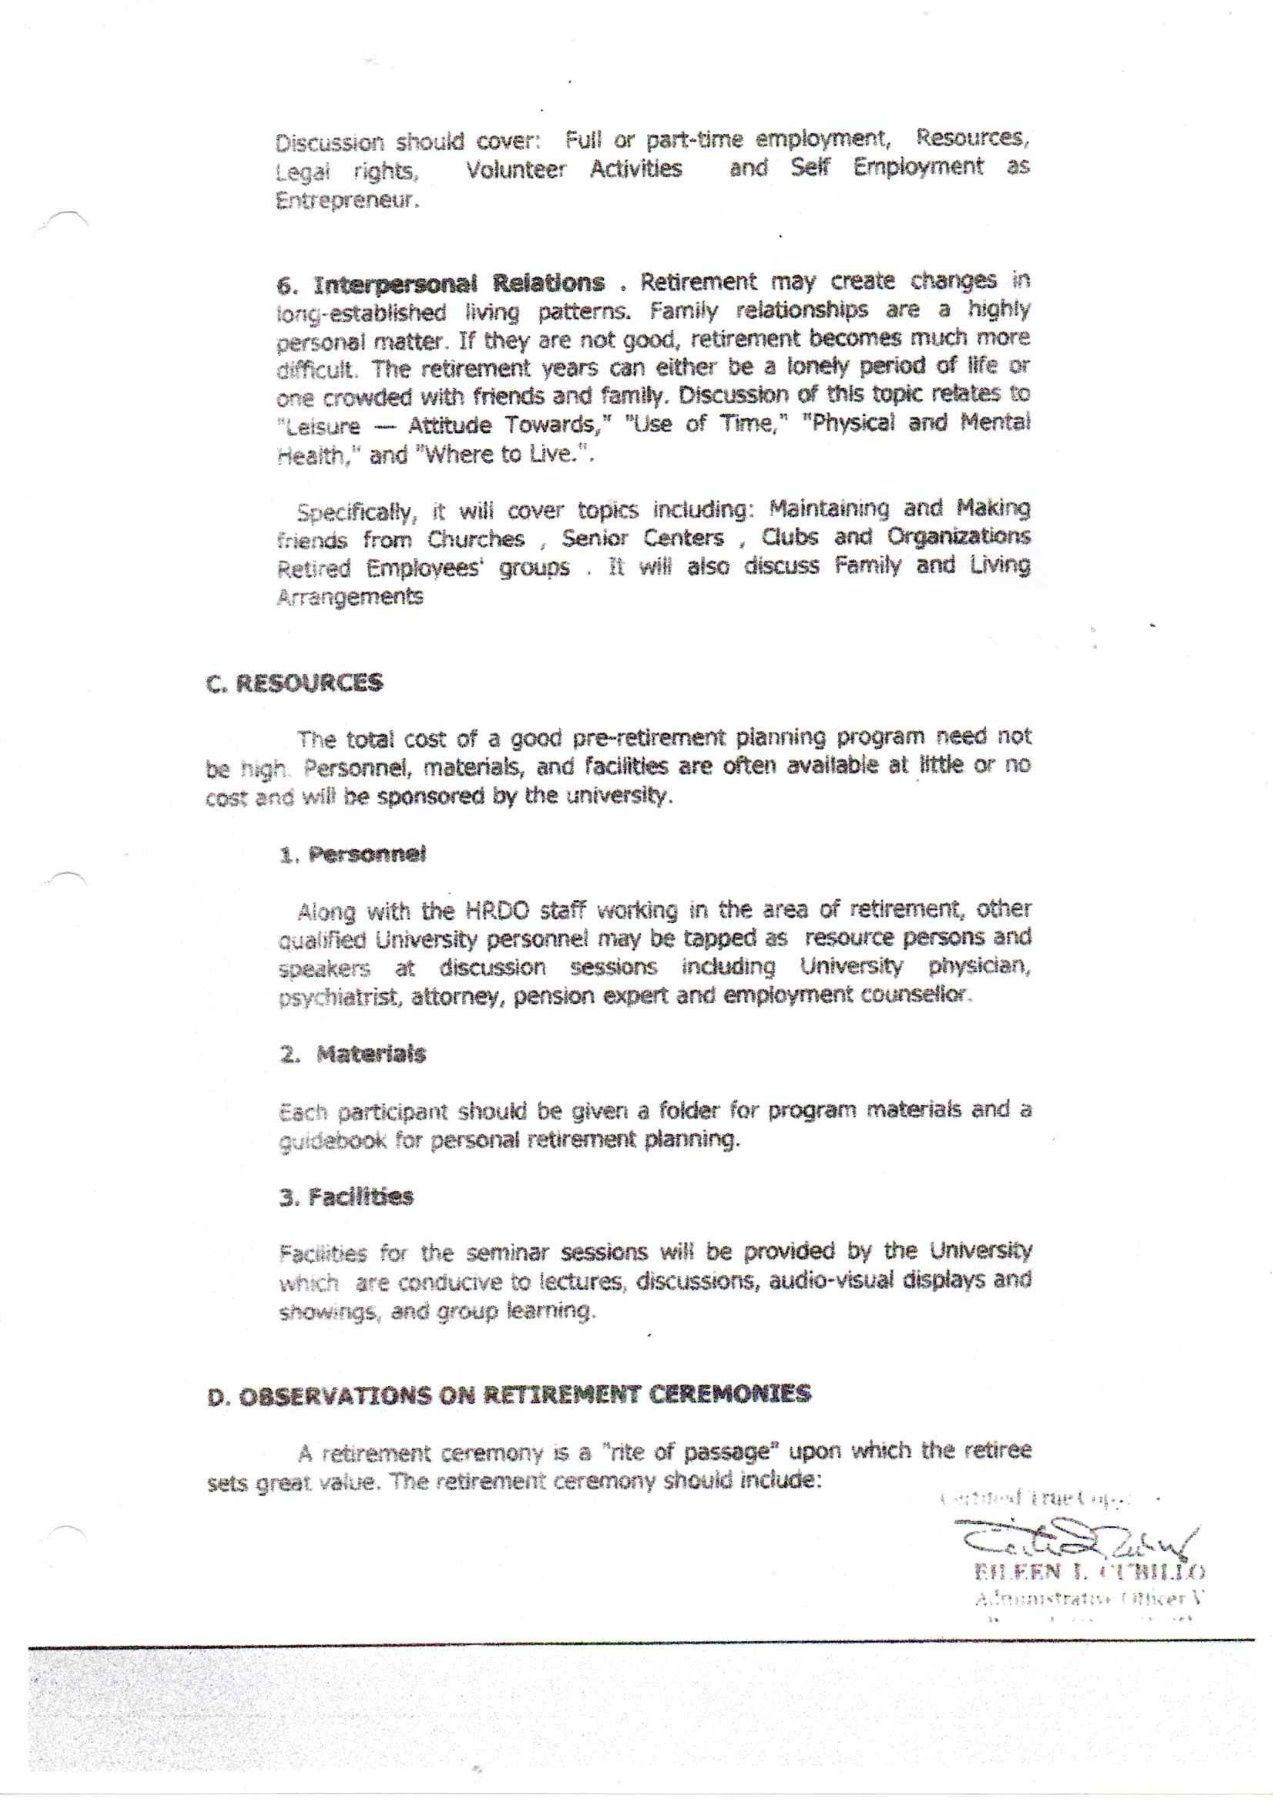 Discussion should cover: Full or part-time employment, Resources,
Legal rights, Volunteer Activities and Self Employment as
Entrepreneur.
6. Interpersonal Relations . Retirement may create changes in
long-established living patterns. Family relationships are a highly
personal matter. If they are not good, retirement becomes much more
difficult. The retirement years can either be a lonely period of life or
one crowded with friends and family. Discussion of this topic relates to
"Leisure — Attitude Towards," "Use of Time," "Physical and Mental
Health," and "Where to Live.".
Specifically, it will cover topics including: Maintaining and Making
friends from Churches , Senior Centers , Clubs and Organizations
Retired Employees' groups . It will also discuss Family and Living
Arrangements
C. RESOURCES
The total cost of a good pre-retirement planning program need not
be high. Personnel, materials, and facilities are often available at little or no
cost and will be sponsored by the university.
1. Personnel
Along with the HRDO staff working in the area of retirement, other
qualified University personnel may be tapped as resource persons and
speakers at discussion sessions including University physician,
psychiatrist, attorney, pension expert and employment counsellor.
2. Materials
Each participant should be given a folder for program materials and a
guidebook for personal retirement planning.
3. Facilities
Facilities for the seminar sessions will be provided by the University
which are conducive to lectures, discussions, audio-visual displays and
showings, and group learning.
D. OBSERVATIONS ON RETIREMENT CEREMONIES
A retirement ceremony is a "rite of passage" upon which the retiree
sets great value. The retirement ceremony should include:
Certified True Copy
EILEEN L. CUBILLO
Administrative Officer V